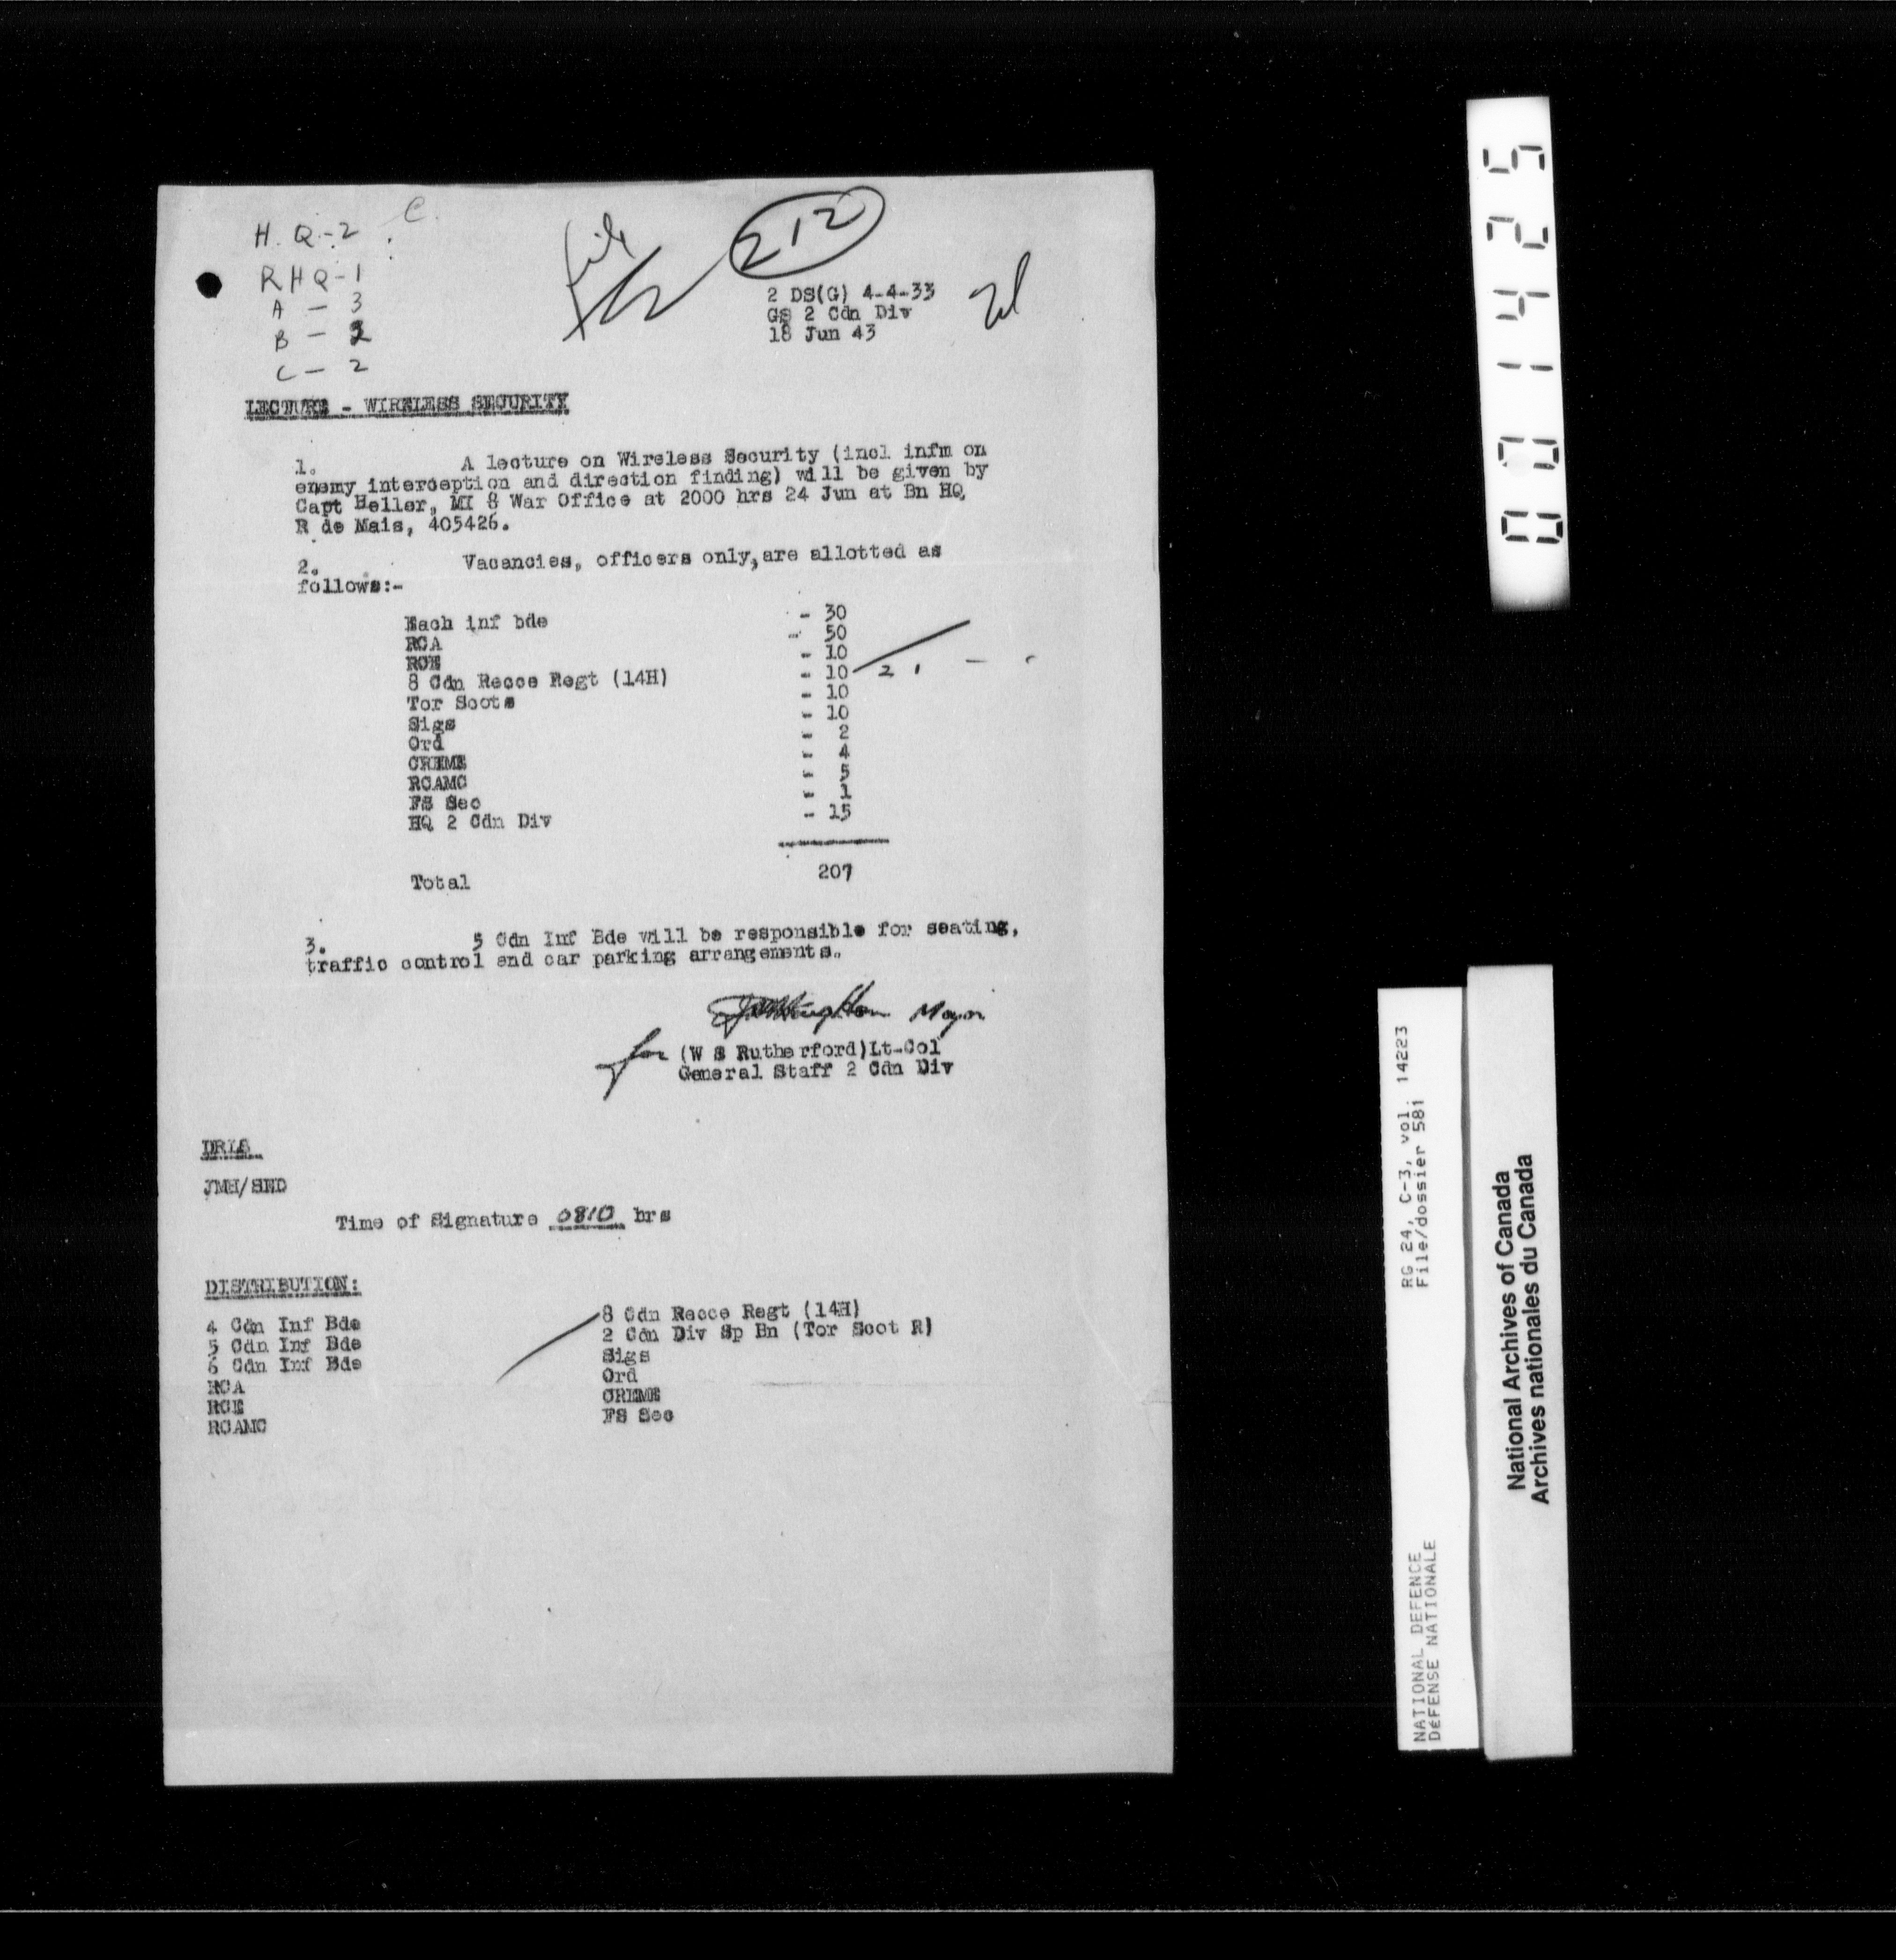 C.
H. Q.-2
RHQ-1
A - 3
B - 2
C - 2
file
212
2 DS(G) 4-4-33
GS 2 Cdn Div
18 Jun 43
LECTURE - WIRELESS SECURITY
1. A lecture on Wireless Security (incl infm on
enemy interception and direction finding) will be given by
Capt Heller, MI 8 War Office at 2000 hrs 24 Jun at Bn HQ,
R de Mais, 405426.
2. Vacancies, officers only, are allotted as
follows:-
Each inf bde - 30
RCA - 50
RCE - 10
8 Cdn Recce Regt (14H) - 10 2 1
Tor Scots - 10
Sigs - 10
Ord - 2
CREME - 4
RCAMC - 5
FS Sec - 1
HQ 2 Cdn Div - 15
Total 207
3. 5 Cdn Inf Bde will be responsible for seating,
traffic control and car parking arrangements.
Major
for (W S Rutherford)Lt-Col
General Staff 2 Cdn Div
DRLS
JMH/SED
Time of Signature 0810 hrs
DISTRIBUTION:
4 Cdn Inf Bde
5 Cdn Inf Bde
6 Cdn Inf Bde
RCA
RCE
RCAMC
8 Cdn Recce Regt (14H)
2 Cdn Div Sp Bn (Tor Scot R)
Sigs
Ord
CREME
FS Sec
001425
RG 24, C-3, vol. 14223
File/dossier 581
NATIONAL DEFENCE
DéFENSE NATIONALE
National Archives of Canada
Archives nationales du Canada